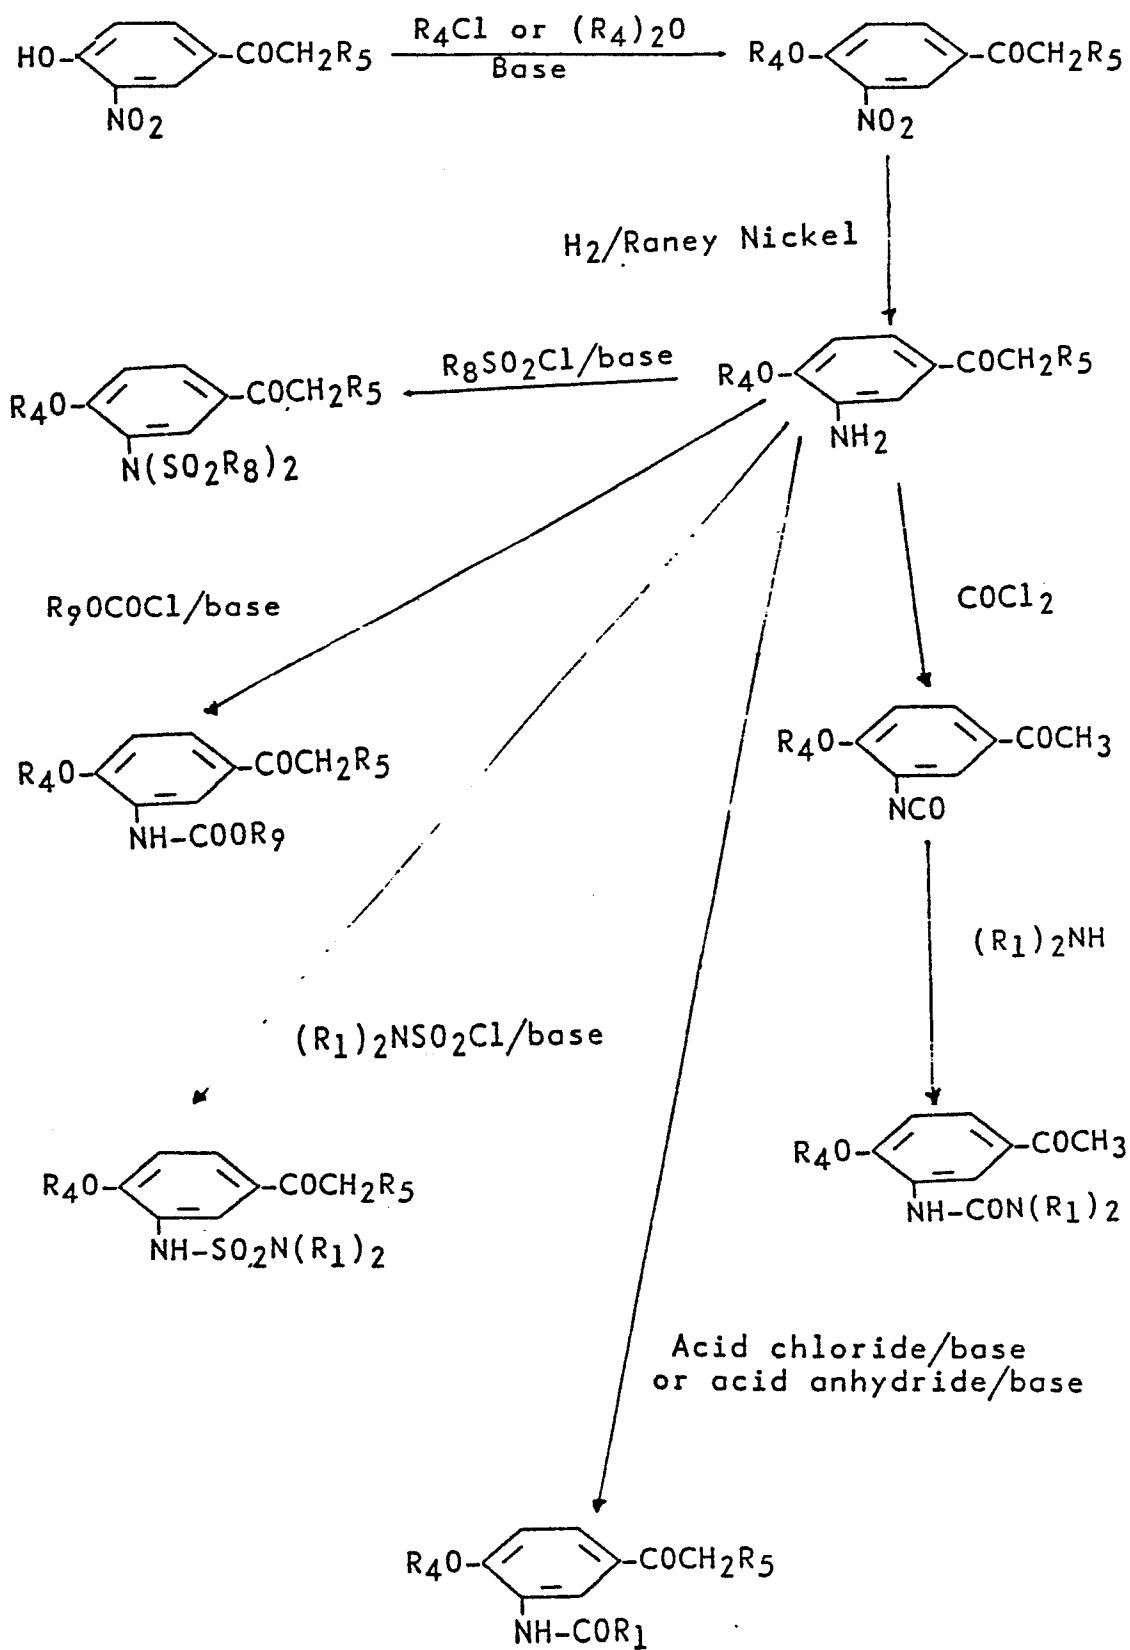 HO- -COCH2R5
NO2
R4Cl or (R4)2O
Base
R4O- -COCH2R5
NO2
H2/Raney Nickel
R4O- -COCH2R5
NH2
R8SO2Cl/base
R4O- -COCH2R5
N(SO2R8)2
R9OCOCl/base
COCl2
R4O- -COCH2R5
NH-COOR9
R4O- -COCH3
NCO
(R1)2NH
(R1)2NSO2Cl/base
R4O- -COCH3
NH-CON(R1)2
R4O- -COCH2R5
NH-SO2N(R1)2
Acid chloride/base
or acid anhydride/base
R4O- -COCH2R5
NH-COR1